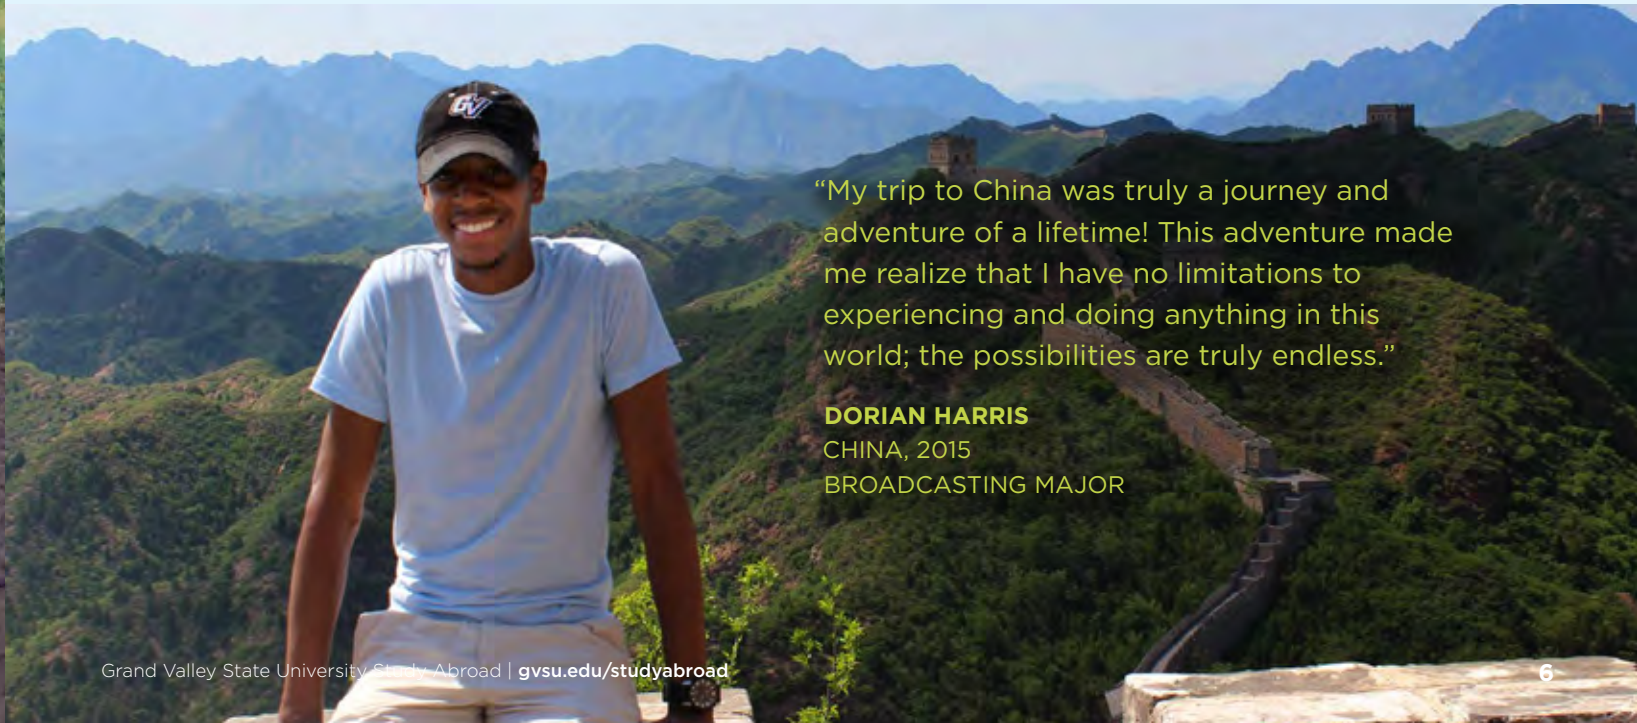 GV
“My trip to China was truly a journey and
adventure of a lifetime! This adventure made
me realize that I have no limitations to
experiencing and doing anything in this
world; the possibilities are truly endless.”
DORIAN HARRIS
CHINA, 2015
BROADCASTING MAJOR
Grand Valley State University Study Abroad | gvsu.edu/studyabroad
6